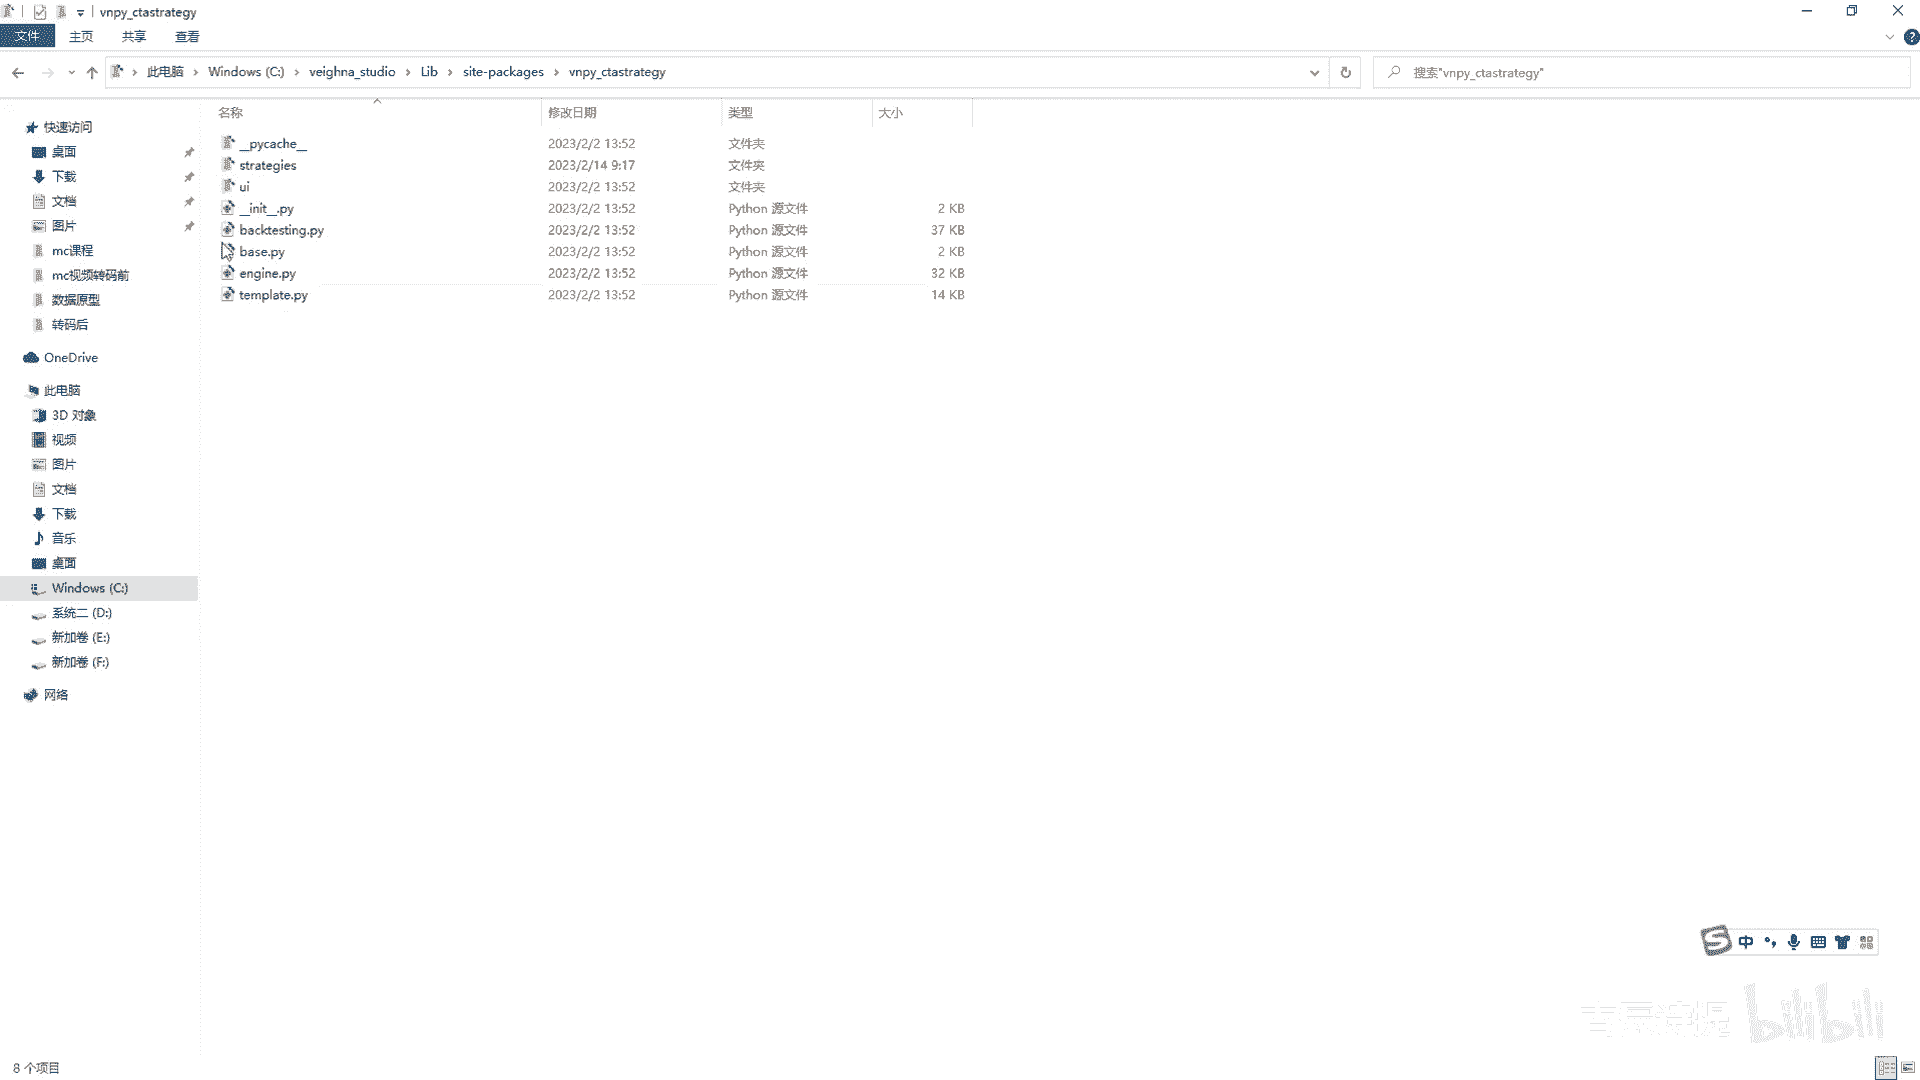 vnpy_ctastrategy
文件 主页 共享 查看
此电脑 Windows (C:) veighna_studio Lib site-packages vnpy_ctastrategy 搜索"vnpy_ctastrategy"
名称 修改日期 类型 大小
__pycache__ 2023/2/2 13:52 文件夹
strategies 2023/2/14 9:17 文件夹
ui 2023/2/2 13:52 文件夹
__init__.py 2023/2/2 13:52 Python 源文件 2 KB
backtesting.py 2023/2/2 13:52 Python 源文件 37 KB
base.py 2023/2/2 13:52 Python 源文件 2 KB
engine.py 2023/2/2 13:52 Python 源文件 32 KB
template.py 2023/2/2 13:52 Python 源文件 14 KB
快速访问
桌面
下载
文档
图片
mc课程
mc视频转码前
数据原型
转码后
OneDrive
此电脑
3D 对象
视频
图片
文档
下载
音乐
桌面
Windows (C:)
系统二 (D:)
新加卷 (E:)
新加卷 (F:)
网络
中
bilibili
8 个项目